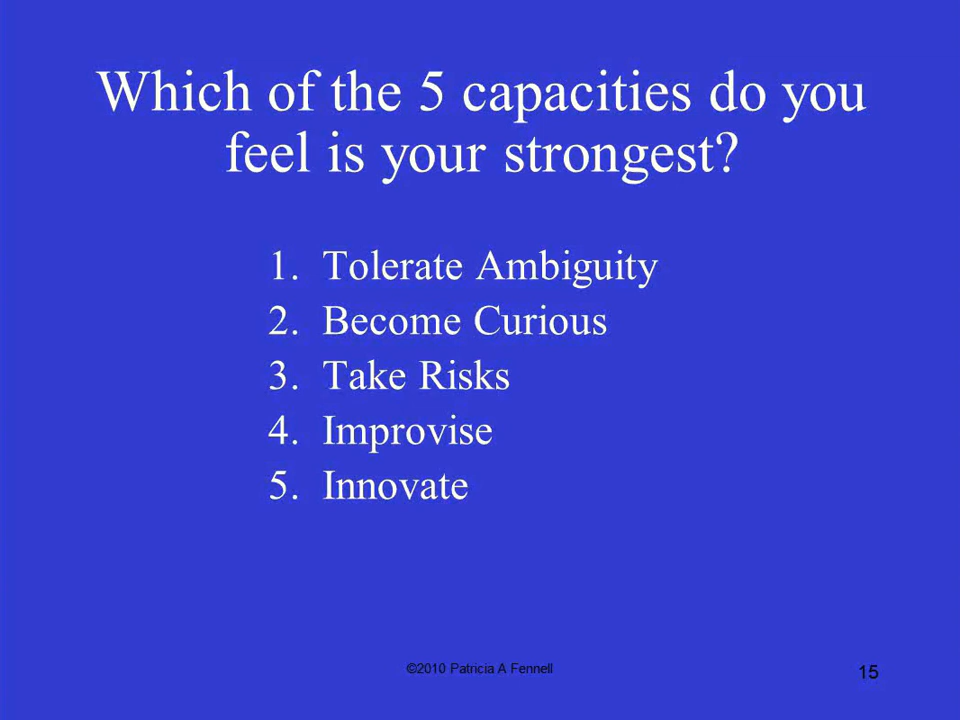 Which of the 5 capacities do you
feel is your strongest?
1. Tolerate Ambiguity
2. Become Curious
3. Take Risks
4. Improvise
5. Innovate
©2010 Patricia A Fennell
15